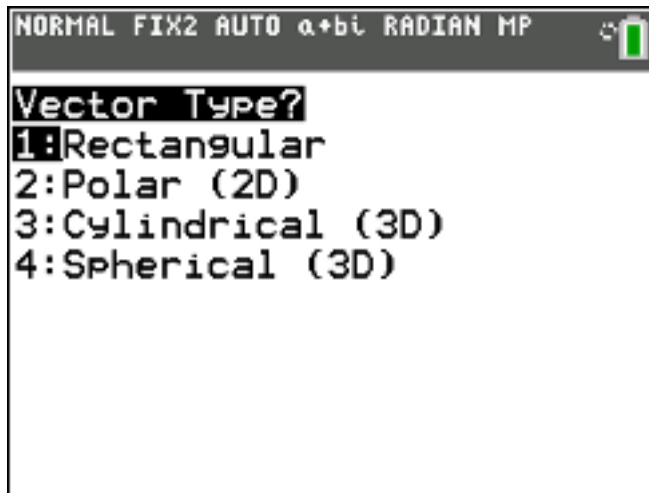 NORMAL FIX2 AUTO a+bi RADIAN MP
Vector Type?
1:Rectangular
2:Polar (2D)
3:Cylindrical (3D)
4:Spherical (3D)